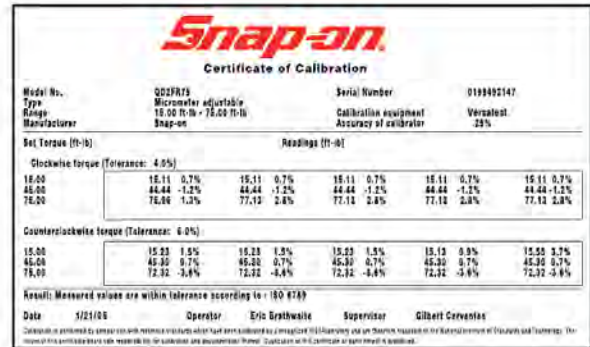 Snap-on
Certificate of Calibration
Model No. QD2FR75 Serial Number 0199492147
Type Micrometer adjustable
Range 15.00 ft-lb - 75.00 ft-lb Calibration equipment Versatest
Manufacturer Snap-on Accuracy of calibrator .25%
Set Torque [ft-lb] Readings [ft-lb]
Clockwise torque (Tolerance: 4.0%)
15.00 15.11 0.7% 15.11 0.7% 15.11 0.7% 15.11 0.7% 15.11 0.7%
45.00 44.44 -1.2% 44.44 -1.2% 44.44 -1.2% 44.44 -1.2% 44.44 -1.2%
75.00 1.3% 77.12 2.8% 77.12 2.8% 77.12 2.8% 77.12 2.8%
Counterclockwise torque (Tolerance: 6.0%)
15.00 15.23 1.5% 15.23 1.5% 15.23 1.5% 15.13 0.9% 15.55 3.7%
45.00 45.30 0.7% 45.30 0.7% 45.30 0.7% 45.30 0.7% 45.30 0.7%
75.00 72.32 -3.6% 72.32 -3.6% 72.32 -3.6% 72.32 -3.6% 72.32 -3.6%
Result: Measured values are within tolerance according to : ISO 6789
Date 1/21/05 Operator Eric Brathwaite Supervisor Gilbert Cervantes